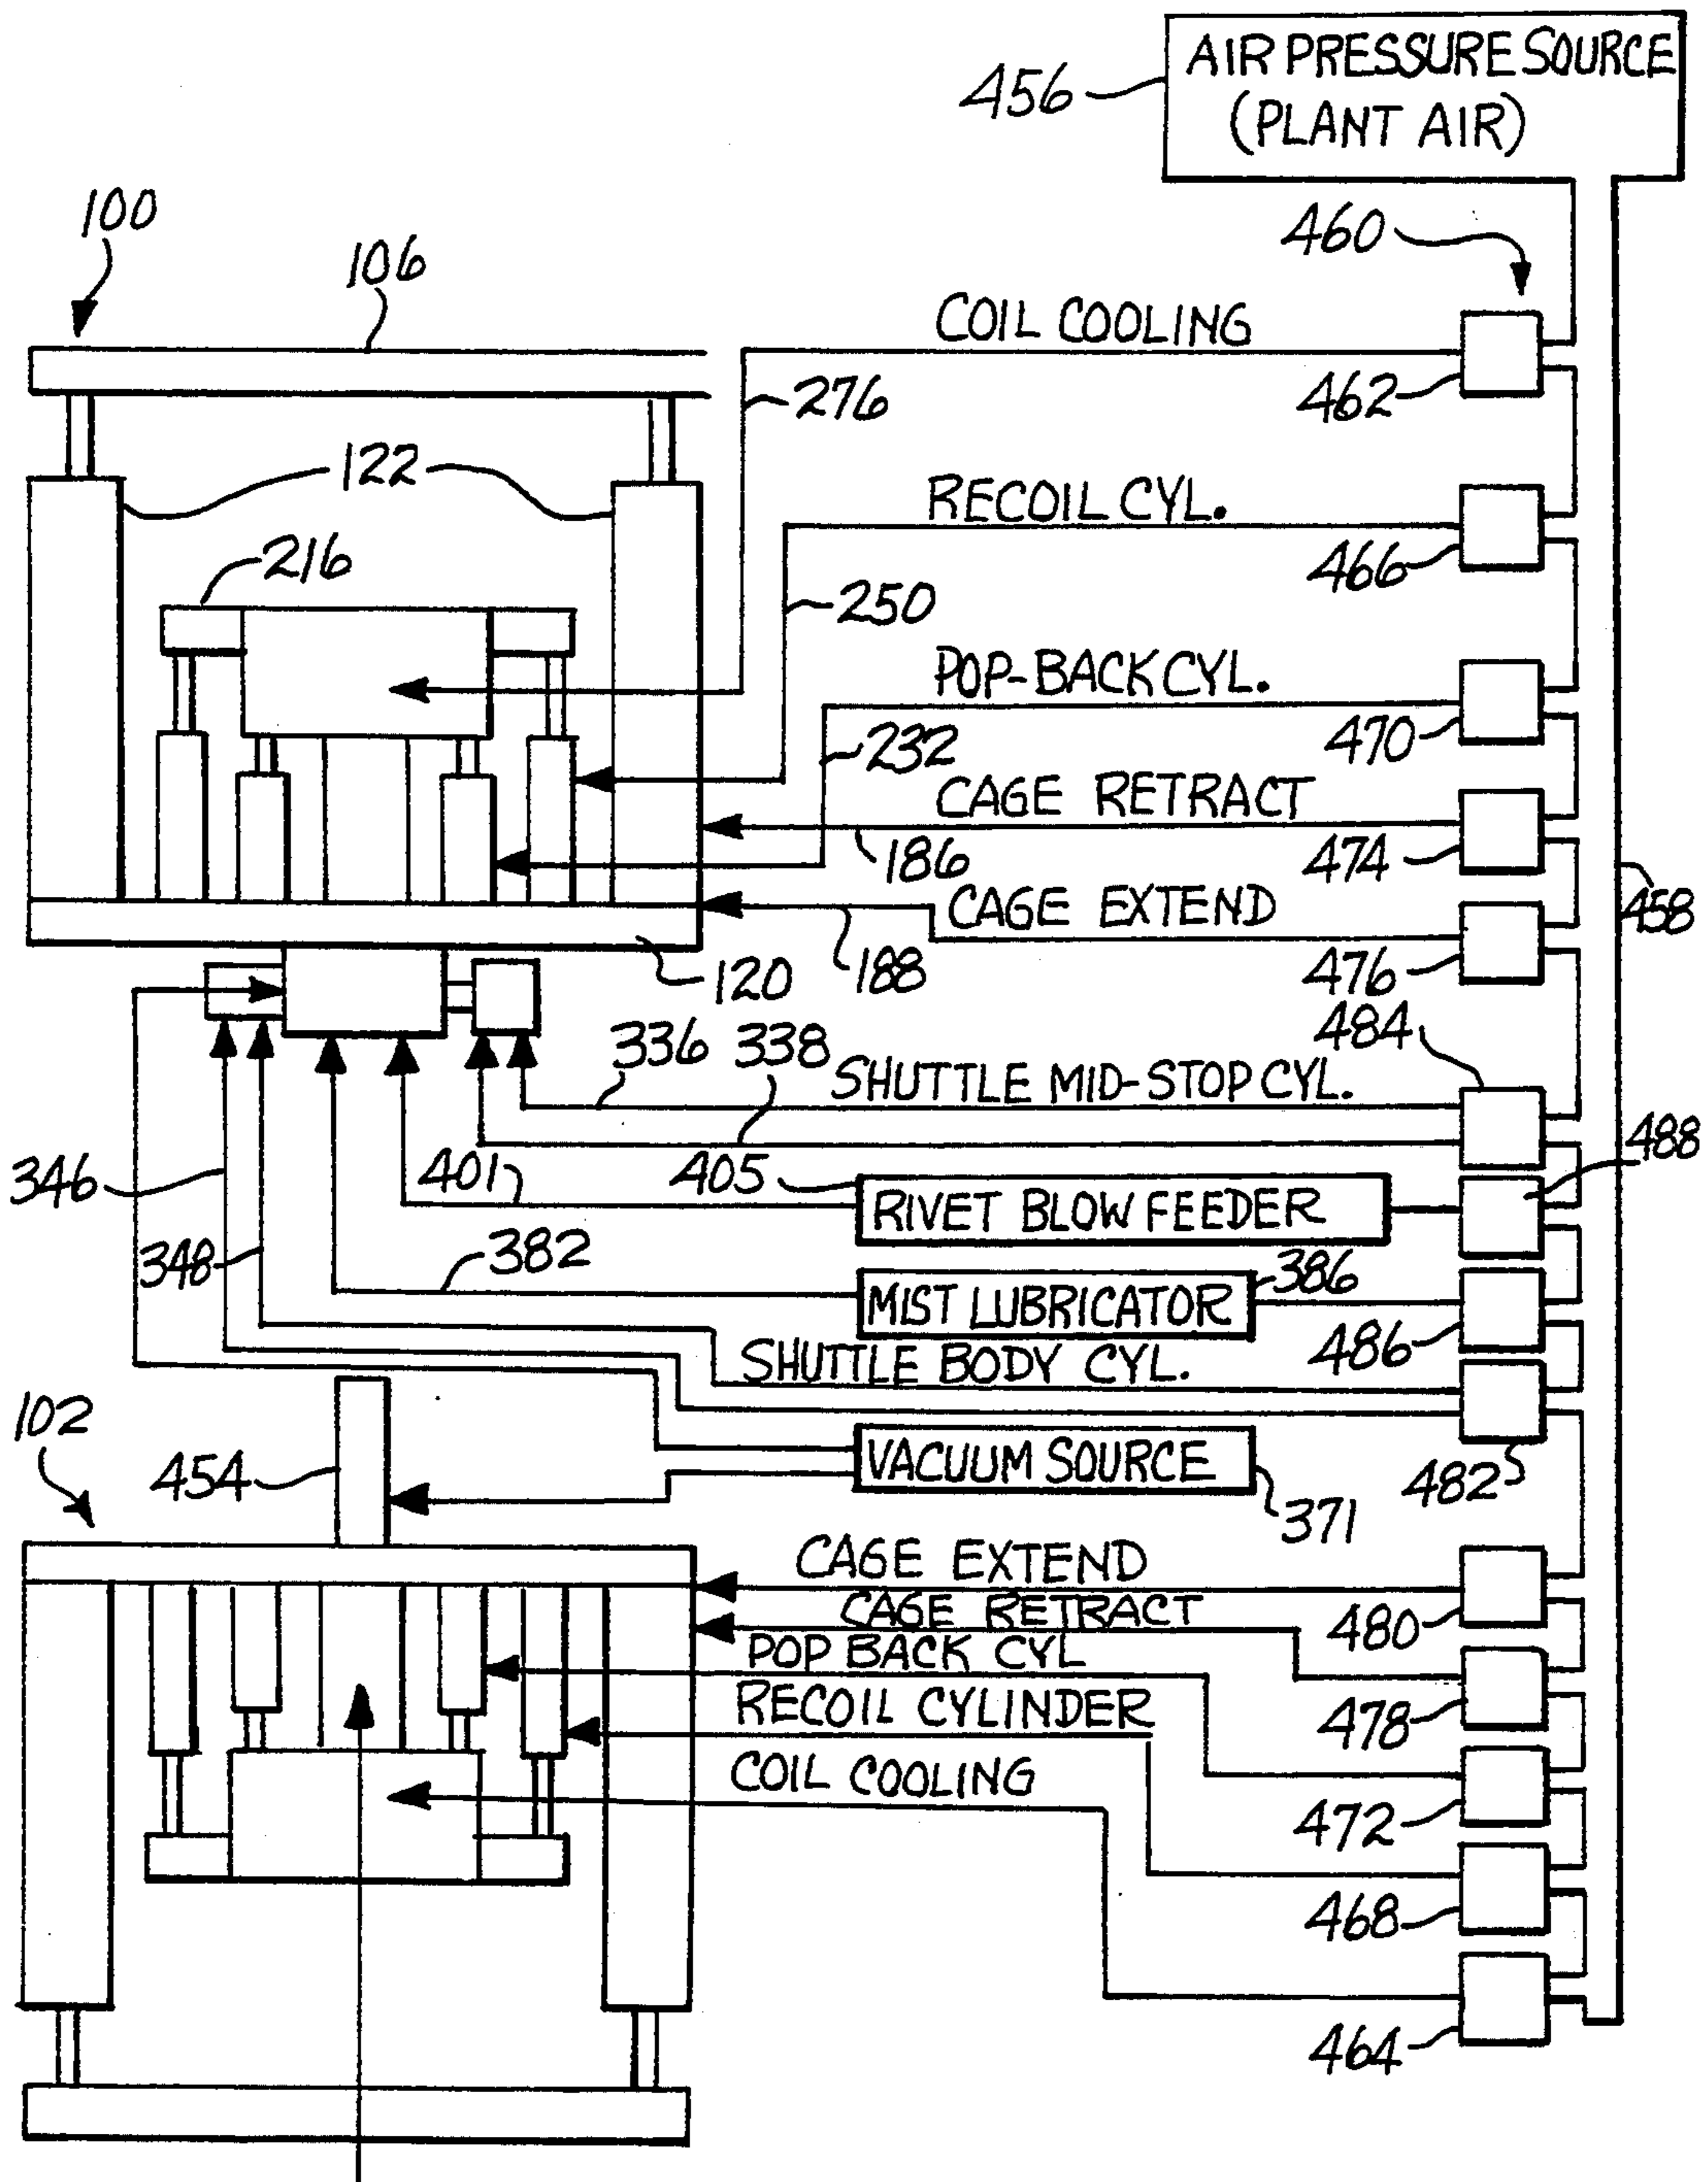 AIR PRESSURE SOURCE
(PLANT AIR)
456
100
106
460
COIL COOLING
276
462
122
RECOIL CYL.
466
216
250
POP-BACK CYL.
470
232
CAGE RETRACT
186
474
458
CAGE EXTEND
188
120
476
484
336 338
SHUTTLE MID-STOP CYL.
488
346
401
405
RIVET BLOW FEEDER
348
382
386
MIST LUBRICATOR
486
SHUTTLE BODY CYL.
102
454
VACUUM SOURCE
482
371
CAGE EXTEND
480
CAGE RETRACT
POP BACK CYL
478
RECOIL CYLINDER
COIL COOLING
472
468
464